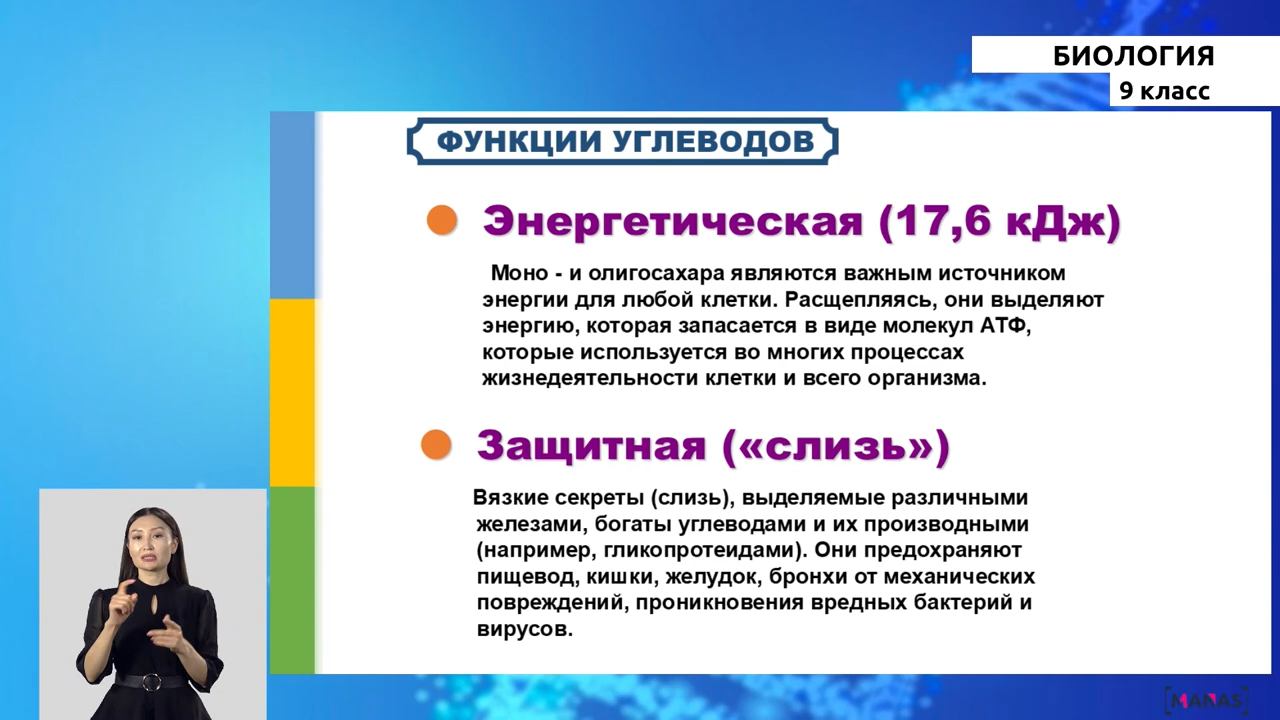 БИОЛОГИЯ
9 класс
ФУНКЦИИ УГЛЕВОДОВ
Энергетическая (17,6 кДж)
Моно - и олигосахара являются важным источником
энергии для любой клетки. Расщепляясь, они выделяют
энергию, которая запасается в виде молекул АТФ,
которые используется во многих процессах
жизнедеятельности клетки и всего организма.
Защитная («слизь»)
Вязкие секреты (слизь), выделяемые различными
железами, богаты углеводами и их производными
(например, гликопротеидами). Они предохраняют
пищевод, кишки, желудок, бронхи от механических
повреждений, проникновения вредных бактерий и
вирусов.
MANAS